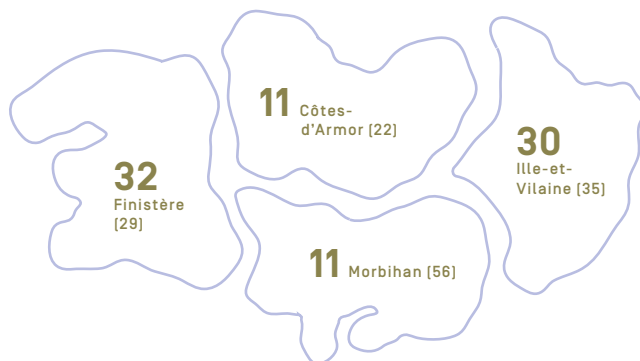 11 Côtes-
d'Armor (22)
30
Ille-et-
Vilaine (35)
32
Finistère
(29)
11 Morbihan (56)